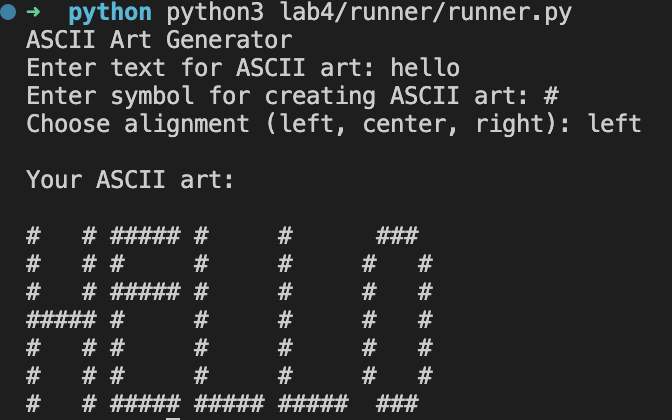 ➜  python python3 lab4/runner/runner.py
ASCII Art Generator
Enter text for ASCII art: hello
Enter symbol for creating ASCII art: #
Choose alignment (left, center, right): left

Your ASCII art:

#   # ##### #     #      ###
#   # #     #     #     #   #
#   # ##### #     #     #   #
##### #     #     #     #   #
#   # #     #     #     #   #
#   # #     #     #     #   #
#   # ##### ##### #####  ###